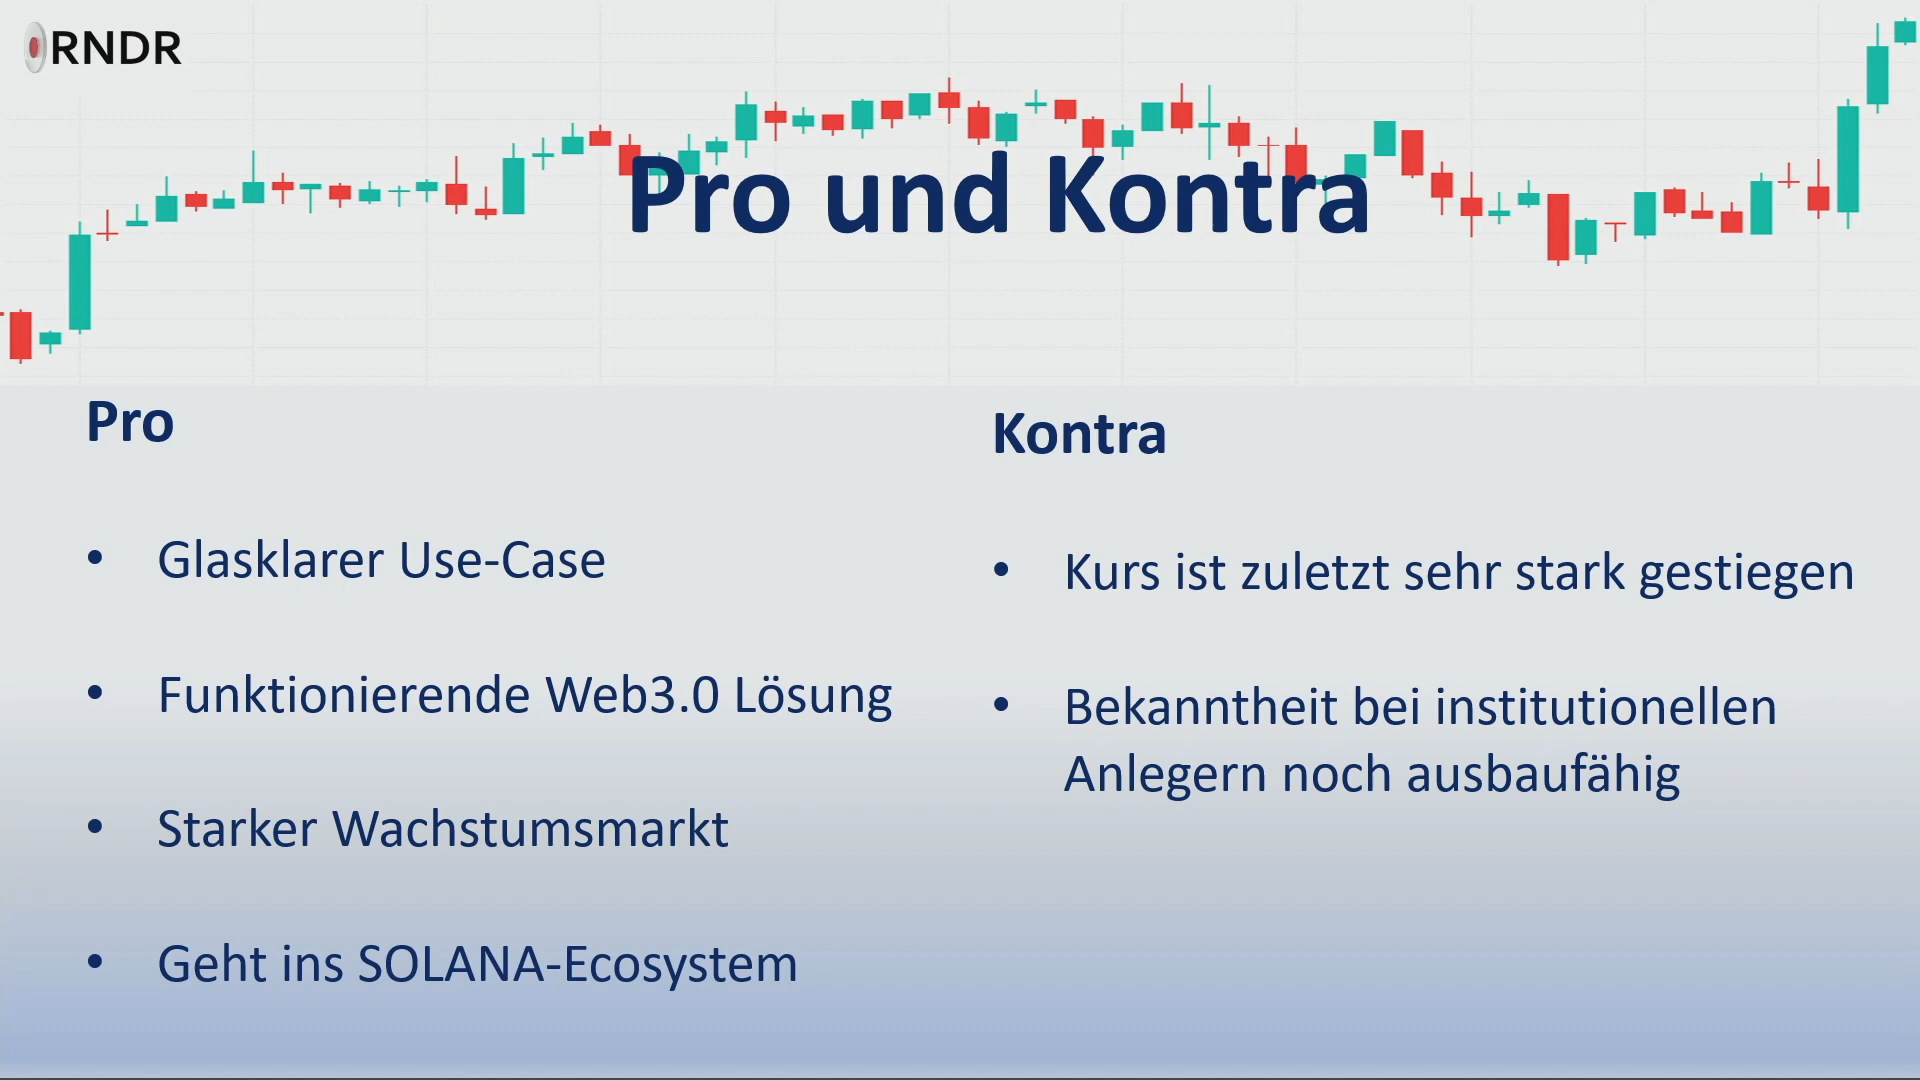 RNDR
Pro und Kontra
Pro
• Glasklarer Use-Case
• Funktionierende Web3.0 Lösung
• Starker Wachstumsmarkt
• Geht ins SOLANA-Ecosystem
Kontra
• Kurs ist zuletzt sehr stark gestiegen
• Bekanntheit bei institutionellen
Anlegern noch ausbaufähig